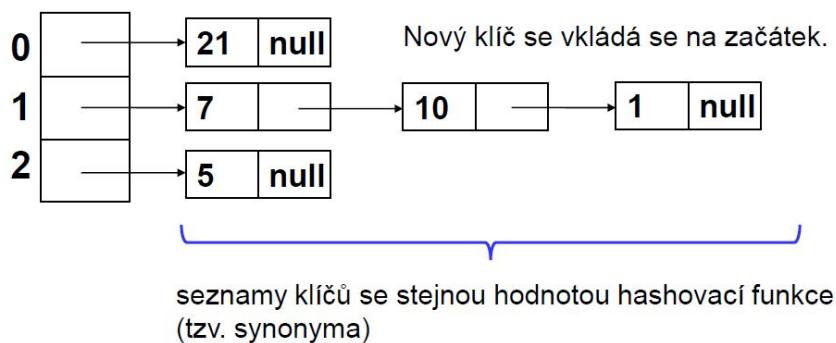 0
21 null
Nový klíč se vkládá se na začátek.
1
7
10
1 null
2
5 null
seznamy klíčů se stejnou hodnotou hashovací funkce
(tzv. synonyma)